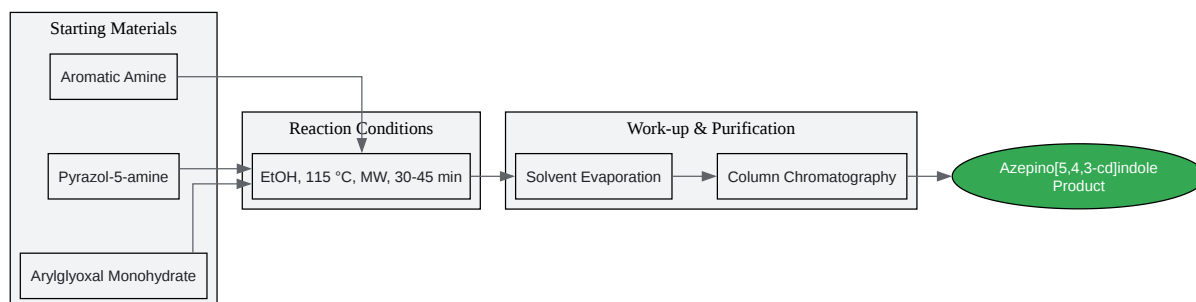 Starting Materials
Aromatic Amine
Pyrazol-5-amine
Arylglyoxal Monohydrate
Reaction Conditions
EtOH, 115 °C, MW, 30-45 min
Work-up & Purification
Solvent Evaporation
Column Chromatography
Azepino[5,4,3-cd]indole
Product